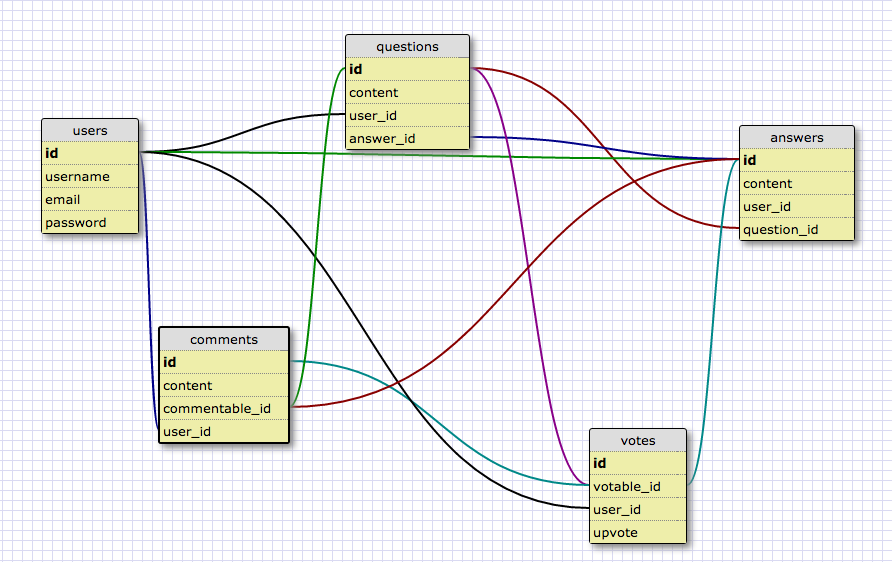 questions
id
content
user_id
answer_id
users
id
username
email
password
answers
id
content
user_id
question_id
comments
id
content
commentable_id
user_id
votes
id
votable_id
user_id
upvote